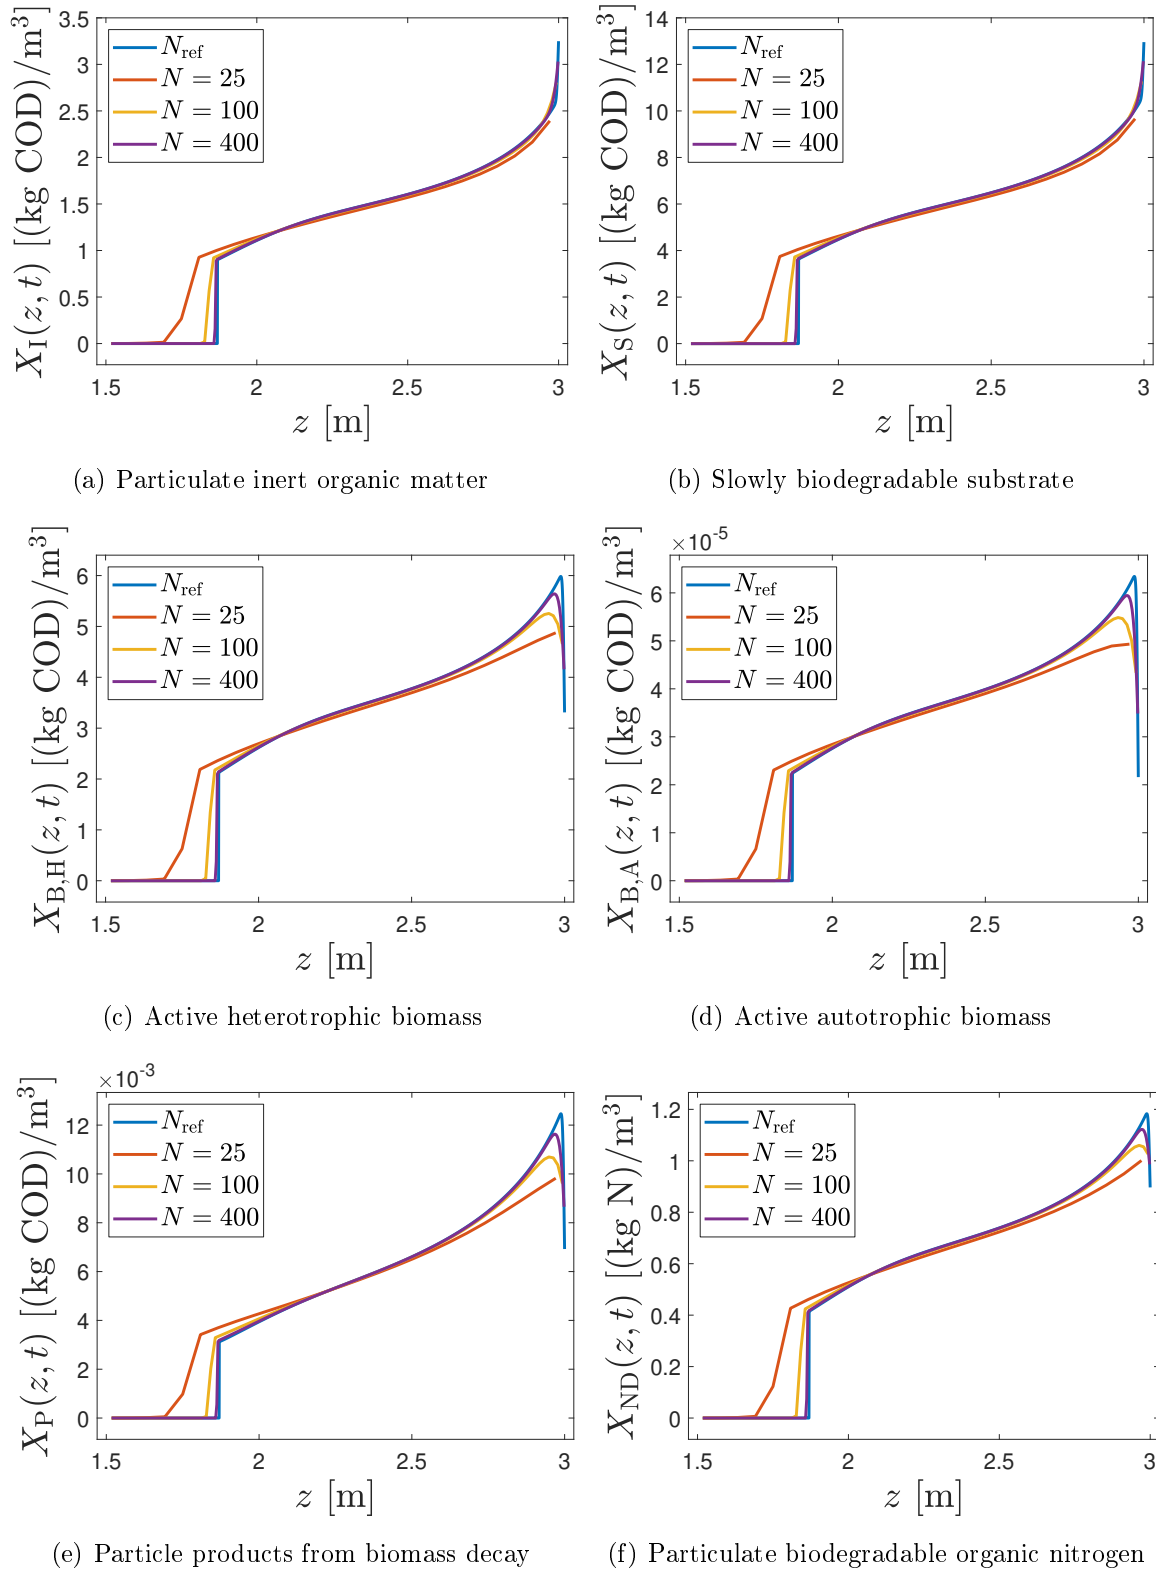 3.5
3
2.5
2
1.5
1
0.5
0
X_I(z, t) [(kg COD)/m^3]
N_ref
N = 25
N = 100
N = 400
1.5 2 2.5 3
z [m]
(a) Particulate inert organic matter
14
12
10
8
6
4
2
0
X_S(z, t) [(kg COD)/m^3]
N_ref
N = 25
N = 100
N = 400
1.5 2 2.5 3
z [m]
(b) Slowly biodegradable substrate
6
5
4
3
2
1
0
X_B,H(z, t) [(kg COD)/m^3]
N_ref
N = 25
N = 100
N = 400
1.5 2 2.5 3
z [m]
(c) Active heterotrophic biomass
×10^-5
6
5
4
3
2
1
0
X_B,A(z, t) [(kg COD)/m^3]
N_ref
N = 25
N = 100
N = 400
1.5 2 2.5 3
z [m]
(d) Active autotrophic biomass
×10^-3
12
10
8
6
4
2
0
X_P(z, t) [(kg COD)/m^3]
N_ref
N = 25
N = 100
N = 400
1.5 2 2.5 3
z [m]
(e) Particle products from biomass decay
1.2
1
0.8
0.6
0.4
0.2
0
X_ND(z, t) [(kg N)/m^3]
N_ref
N = 25
N = 100
N = 400
1.5 2 2.5 3
z [m]
(f) Particulate biodegradable organic nitrogen